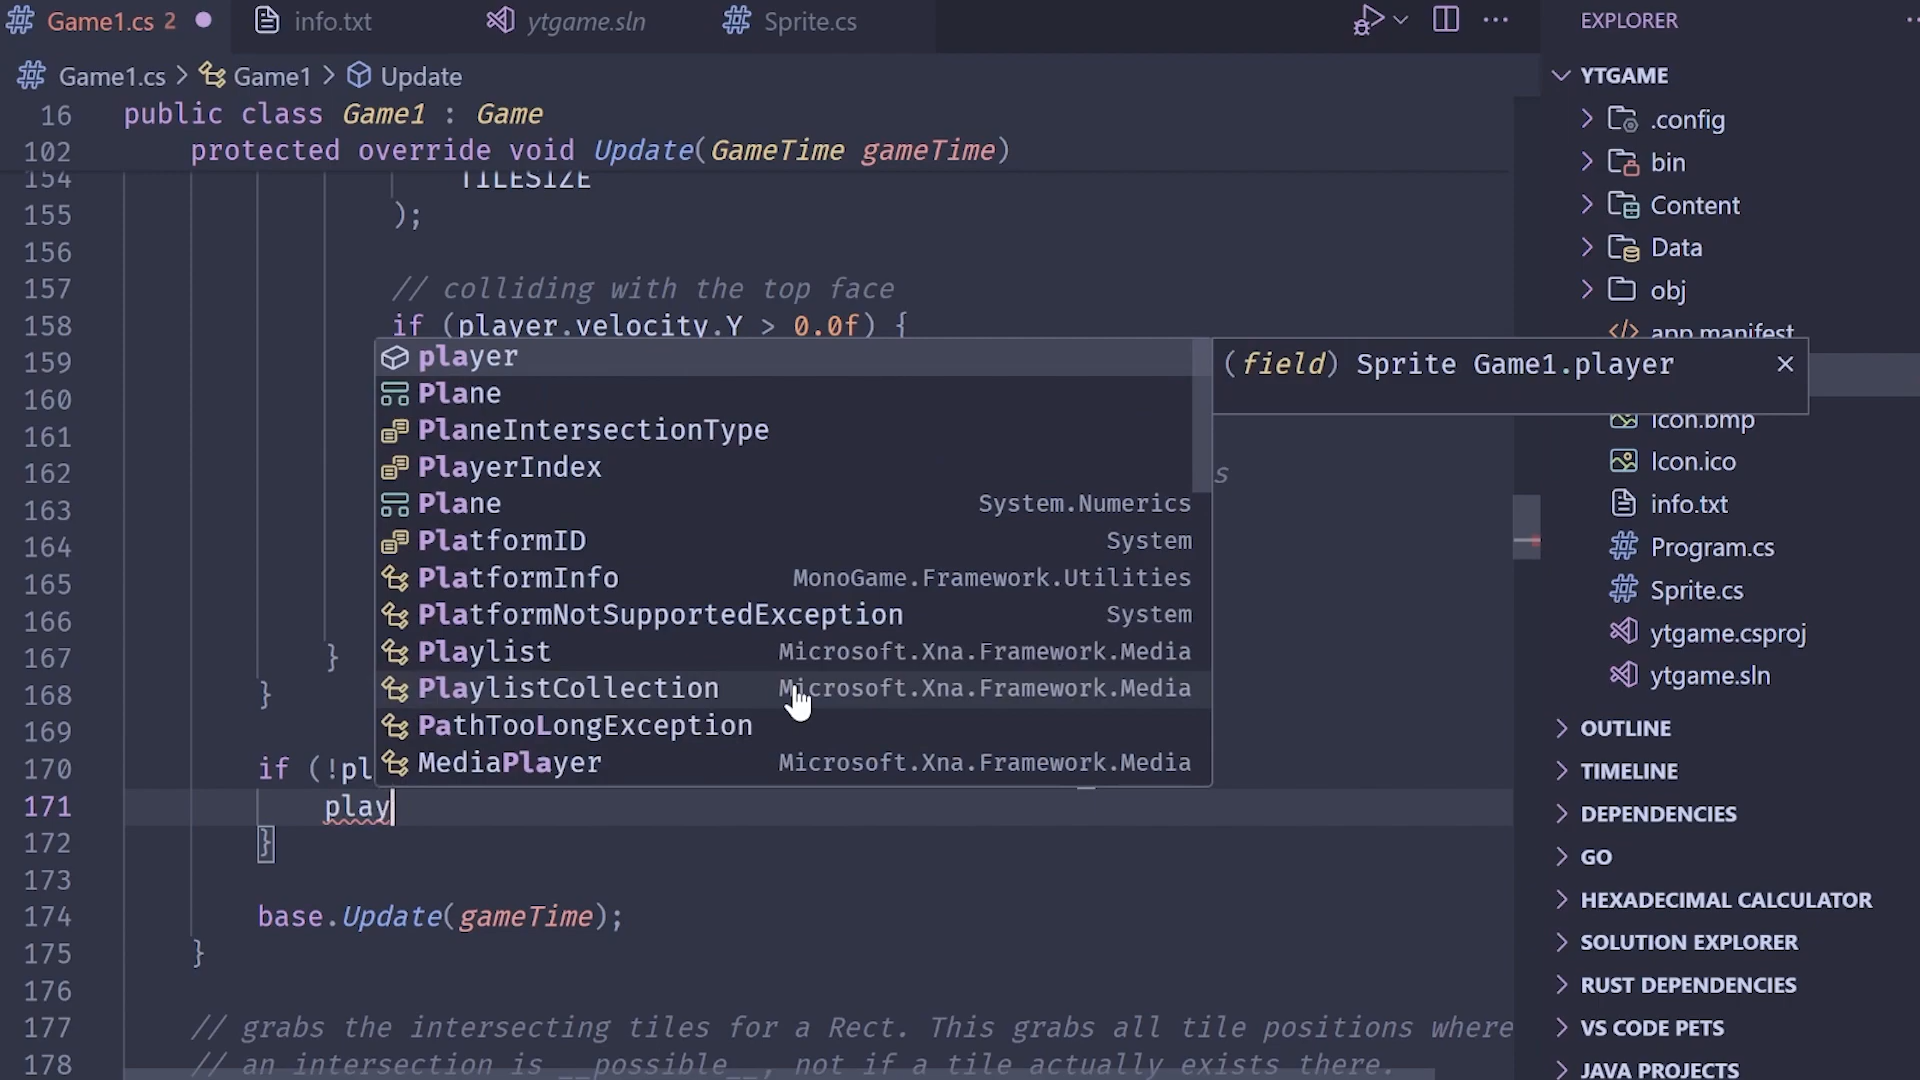 Game1.cs 2 info.txt ytgame.sln Sprite.cs
Game1.cs > Game1 > Update
16 public class Game1 : Game
102 protected override void Update(GameTime gameTime)
154 TILESIZE
155 );
156
157 // colliding with the top face
158 if (player.velocity.Y > 0.0f) {
159
160
161
162 s
163
164
165
166
167 }
168 }
169
170 if (!pl
171 play
172 }
173
174 base.Update(gameTime);
175 }
176
177 // grabs the intersecting tiles for a Rect. This grabs all tile positions where
178 // an intersection is __possible__, not if a tile actually exists there.
player
Plane
PlaneIntersectionType
PlayerIndex
Plane System.Numerics
PlatformID System
PlatformInfo MonoGame.Framework.Utilities
PlatformNotSupportedException System
Playlist Microsoft.Xna.Framework.Media
PlaylistCollection Microsoft.Xna.Framework.Media
PathTooLongException
MediaPlayer Microsoft.Xna.Framework.Media
(field) Sprite Game1.player
EXPLORER
YTGAME
.config
bin
Content
Data
obj
app.manifest
Icon.bmp
Icon.ico
info.txt
Program.cs
Sprite.cs
ytgame.csproj
ytgame.sln
OUTLINE
TIMELINE
DEPENDENCIES
GO
HEXADECIMAL CALCULATOR
SOLUTION EXPLORER
RUST DEPENDENCIES
VS CODE PETS
JAVA PROJECTS